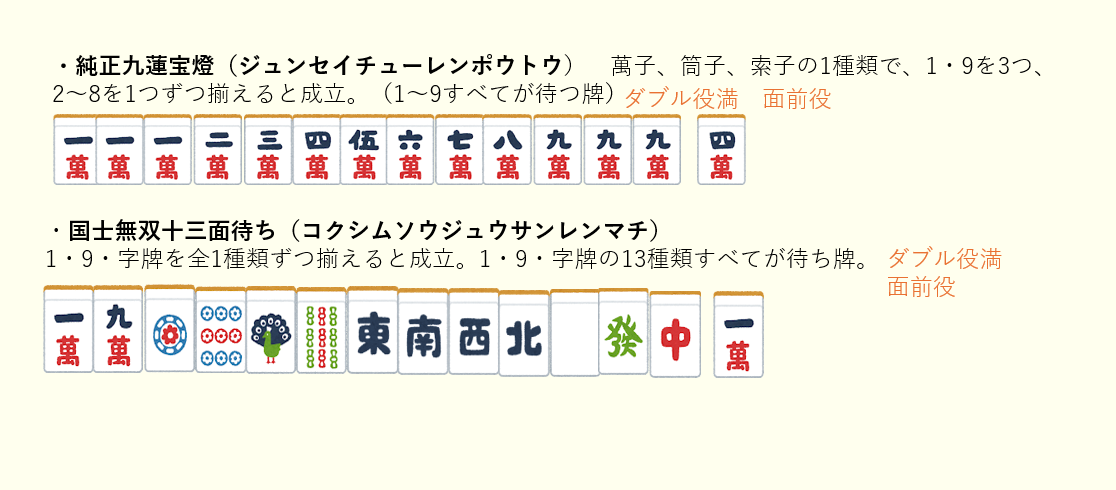 ・純正九蓮宝燈（ジュンセイチューレンポウトウ）　萬子、筒子、索子の1種類で、1・9を3つ、
2～8を1つずつ揃えると成立。（1～9すべてが待つ牌）ダブル役満　面前役
一萬 一萬 一萬 二萬 三萬 四萬 伍萬 六萬 七萬 八萬 九萬 九萬 九萬 四萬
・国士無双十三面待ち（コクシムソウジュウサンレンマチ）
1・9・字牌を全1種類ずつ揃えると成立。1・9・字牌の13種類すべてが待ち牌。 ダブル役満
面前役
一萬 九萬 東 南 西 北 發 中 一萬